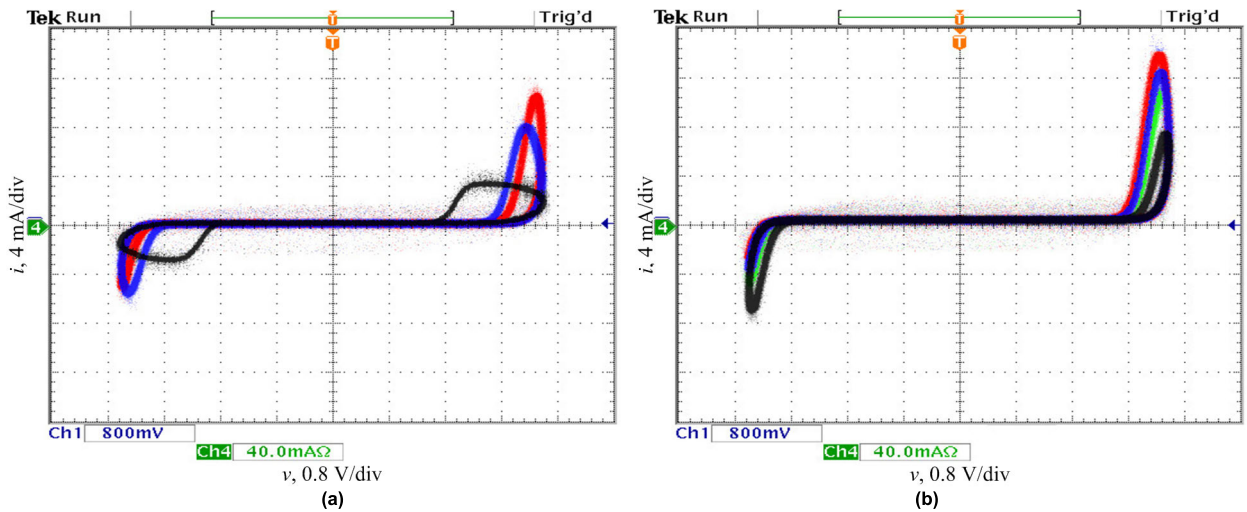 Tek Run Trig'd
T
T
i, 4 mA/div
4
Ch1 800mV
Ch4 40.0mAΩ
v, 0.8 V/div
(a)
Tek Run Trig'd
T
T
i, 4 mA/div
4
Ch1 800mV
Ch4 40.0mAΩ
v, 0.8 V/div
(b)